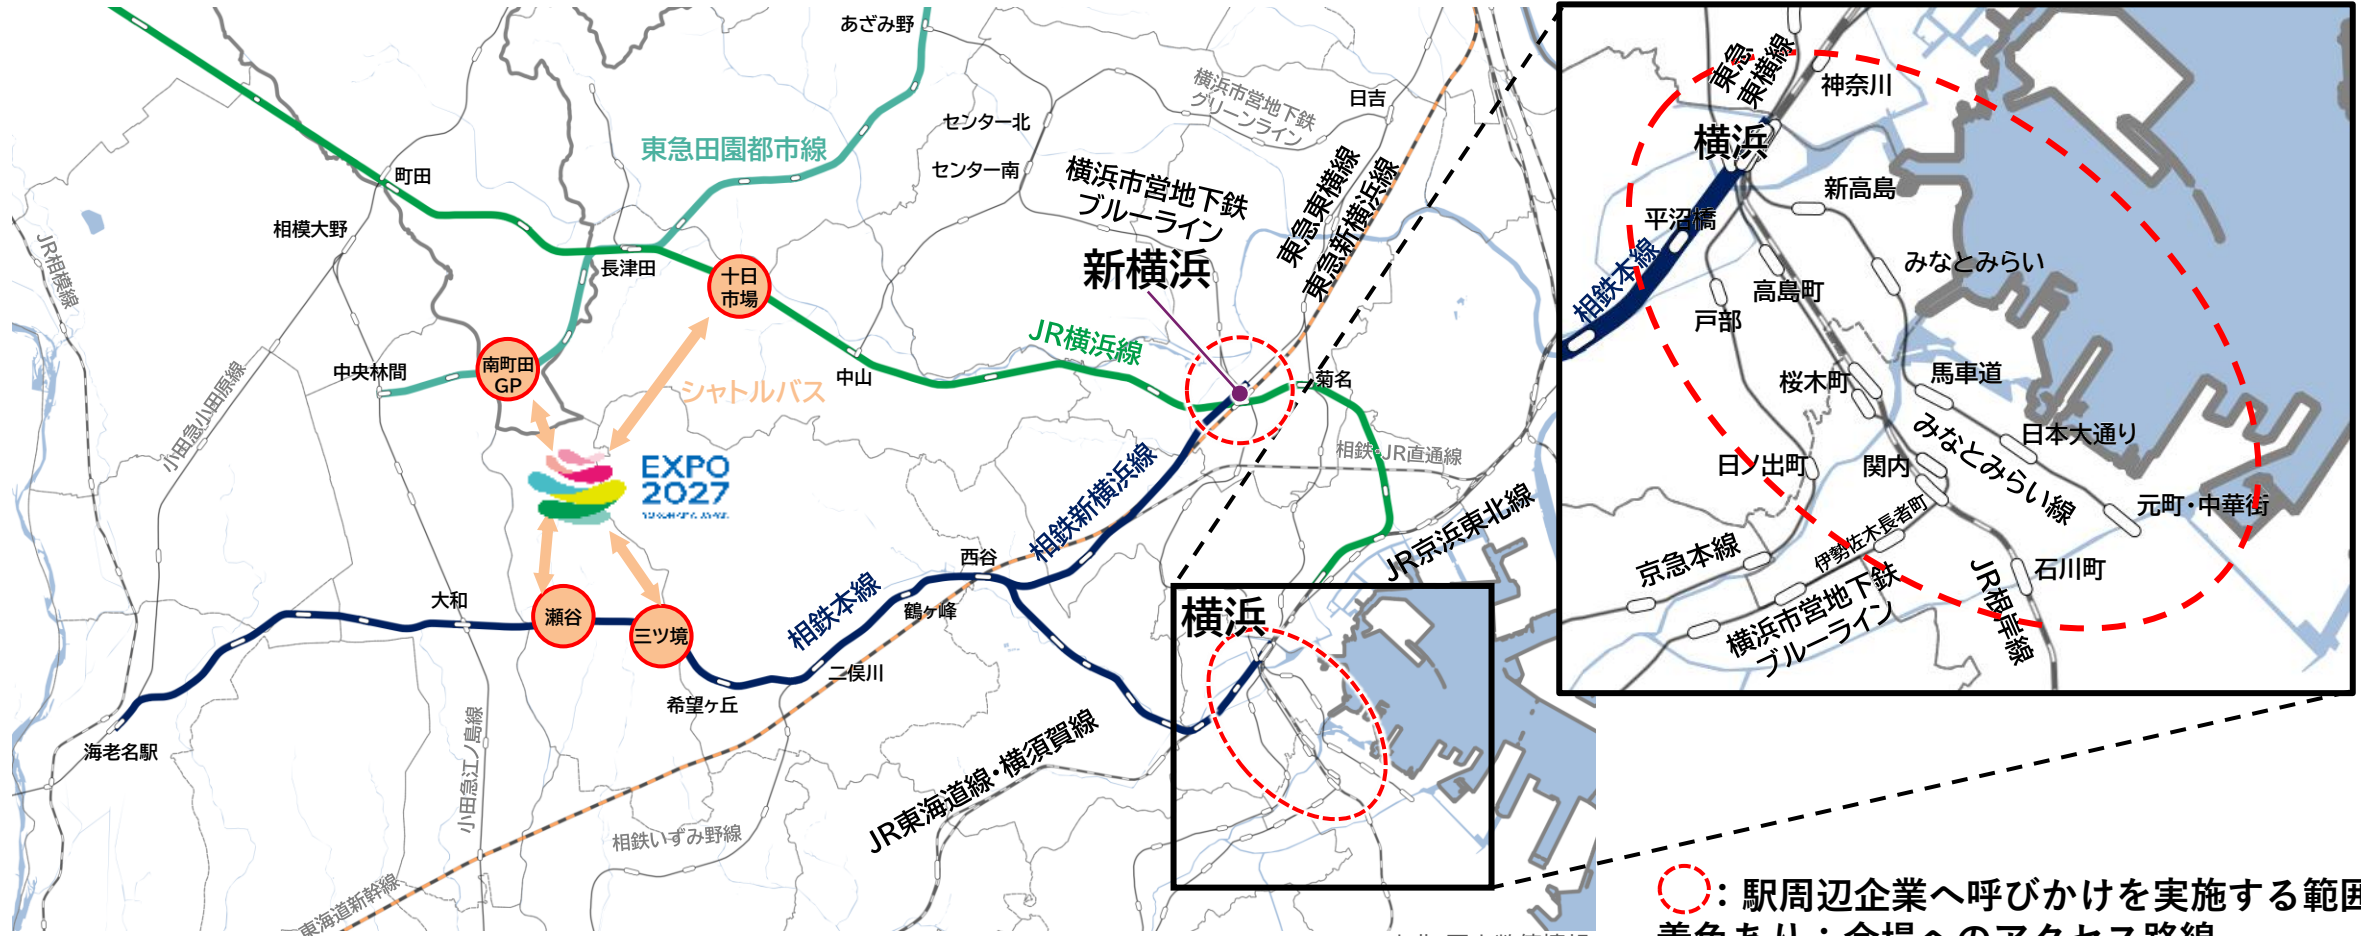 あざみ野
横浜市営地下鉄
グリーンライン
日吉
センター北
東急田園都市線
センター南
町田
横浜市営地下鉄
ブルーライン
東急東横線
東急新横浜線
相模大野
JR相模線
長津田
十日
市場
新横浜
JR横浜線
南町田
GP
中央林間
中山
菊名
シャトルバス
小田急小田原線
相鉄・JR直通線
EXPO
2027
相鉄新横浜線
JR京浜東北線
西谷
大和
瀬谷
三ツ境
相鉄本線
鶴ヶ峰
横浜
二俣川
希望ヶ丘
海老名駅
小田急江ノ島線
JR東海道線・横須賀線
相鉄いずみ野線
東海道新幹線
東急
東横線
神奈川
横浜
新高島
平沼橋
相鉄本線
みなとみらい
高島町
戸部
桜木町
馬車道
日本大通り
みなとみらい線
日ノ出町
関内
元町・中華街
伊勢佐木長者町
京急本線
石川町
横浜市営地下鉄
ブルーライン
JR根岸線
：駅周辺企業へ呼びかけを実施する範囲
着色あり：会場へのアクセス路線